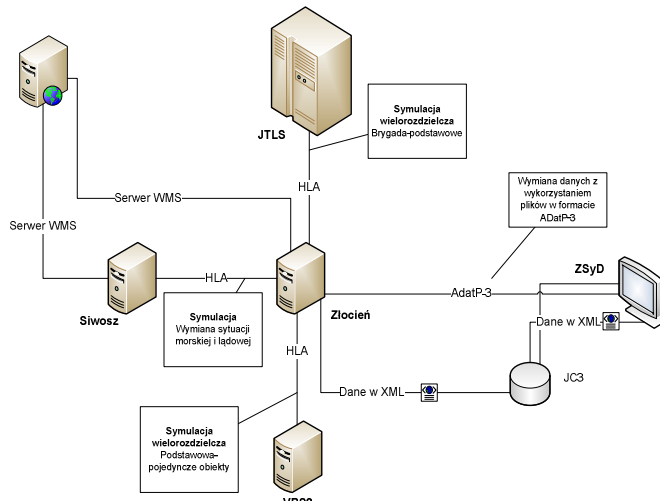 JTLS
Symulacja
wielorozdzielcza
Brygada-podstawowe
HLA
Wymiana danych z
wykorzystaniem
plików w formacie
ADatP-3
Serwer WMS
Serwer WMS
ZSyD
HLA
AdatP-3
Siwosz
Symulacja
Wymiana sytuacji
morskiej i lądowej
Złocień
Dane w XML
HLA
JC3
Dane w XML
Symulacja
wielorozdzielcza
Podstawowa-
pojedyncze obiekty